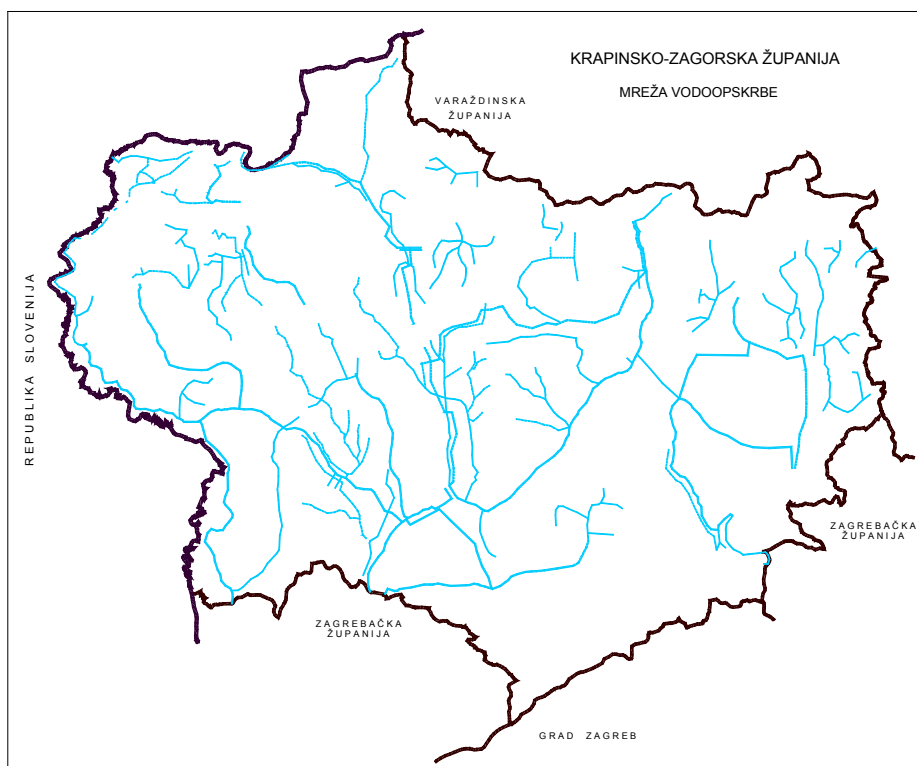 KRAPINSKO-ZAGORSKA ŽUPANIJA
MREŽA VODOOPSKRBE
VARAŽDINSKA
ŽUPANIJA
REPUBLIKA SLOVENIJA
ZAGREBAČKA
ŽUPANIJA
ZAGREBAČKA
ŽUPANIJA
GRAD ZAGREB